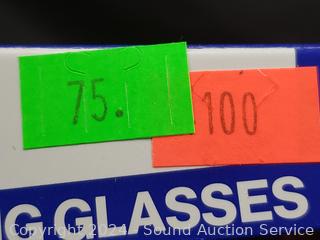 75.
100
G GLASSES
Copyright 2024 - Sound Auction Service